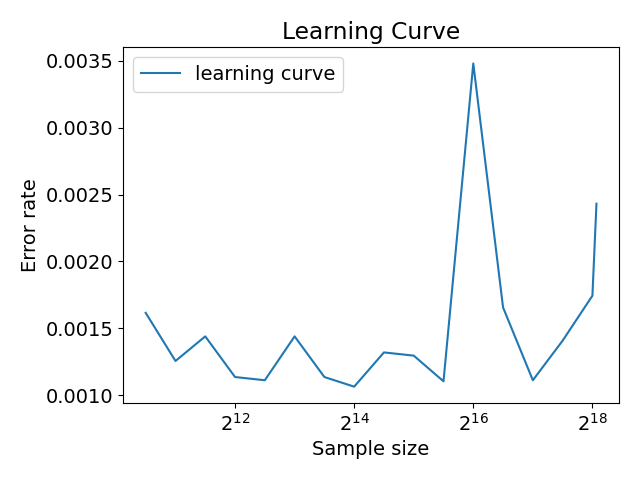 Learning Curve
learning curve
0.0035
0.0030
0.0025
0.0020
0.0015
0.0010
Error rate
2^12 2^14 2^16 2^18
Sample size